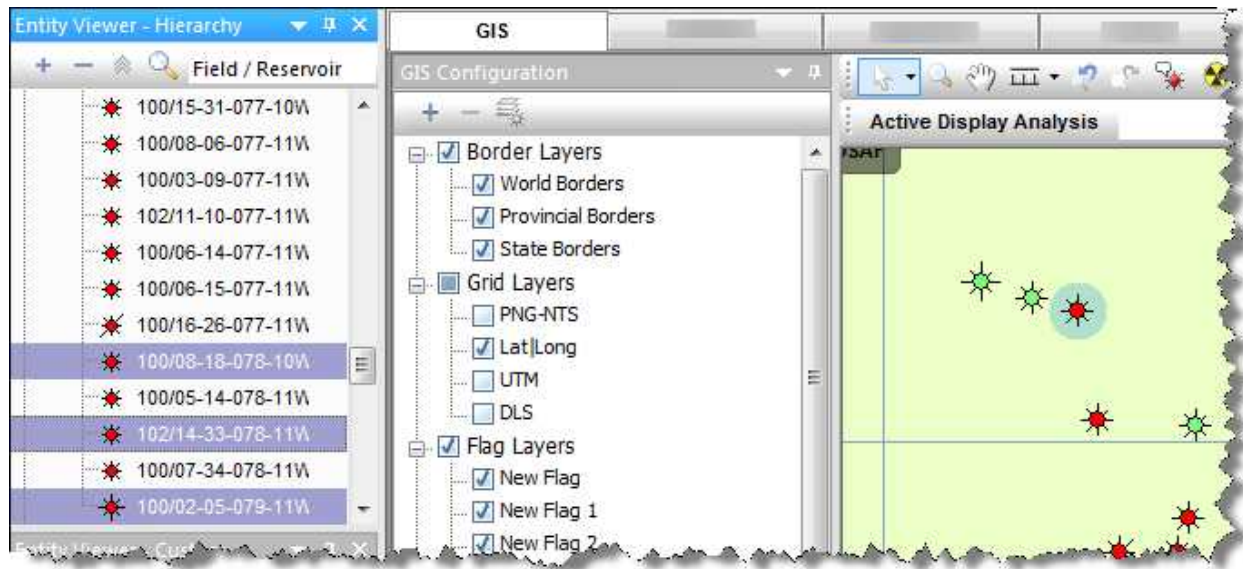 Entity Viewer - Hierarchy
Field / Reservoir
100/15-31-077-10W
100/08-06-077-11W
100/03-09-077-11W
102/11-10-077-11W
100/06-14-077-11W
100/06-15-077-11W
100/16-26-077-11W
100/08-18-078-10W
100/05-14-078-11W
102/14-33-078-11W
100/07-34-078-11W
100/02-05-079-11W
GIS
GIS Configuration
Border Layers
World Borders
Provincial Borders
State Borders
Grid Layers
PNG-NTS
Lat|Long
UTM
DLS
Flag Layers
New Flag
New Flag 1
New Flag 2
Active Display Analysis